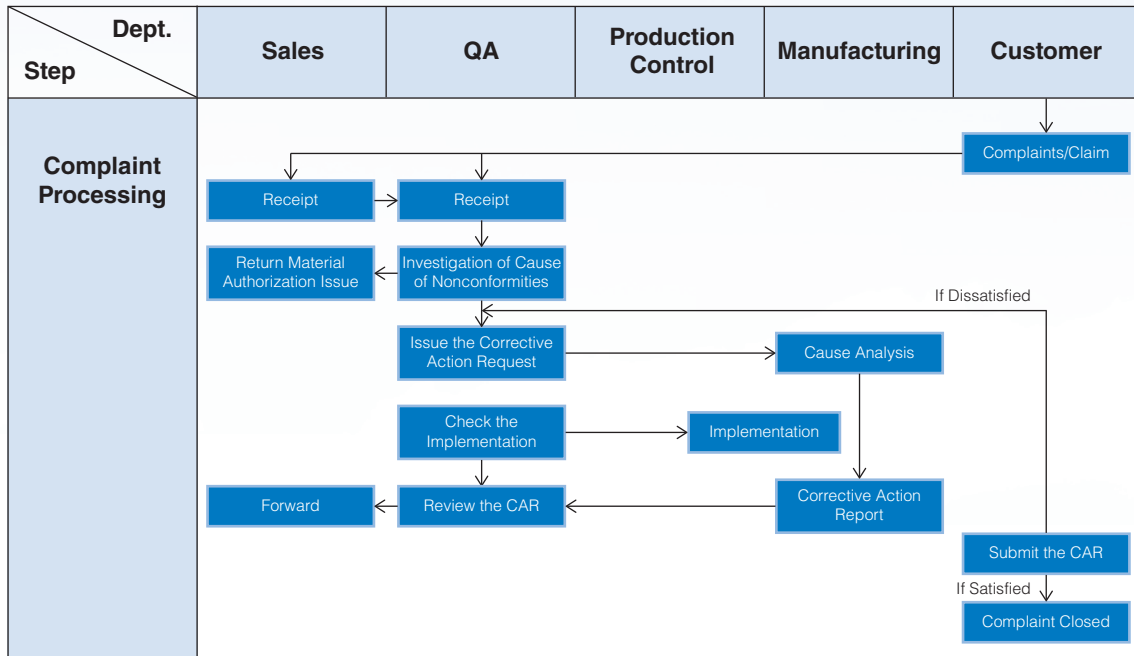 Dept.
Step
Sales
QA
Production
Control
Manufacturing
Customer
Complaint
Processing
Complaints/Claim
Receipt
Receipt
Return Material
Authorization Issue
Investigation of Cause
of Nonconformities
If Dissatisfied
Issue the Corrective
Action Request
Cause Analysis
Check the
Implementation
Implementation
Forward
Review the CAR
Corrective Action
Report
Submit the CAR
If Satisfied
Complaint Closed